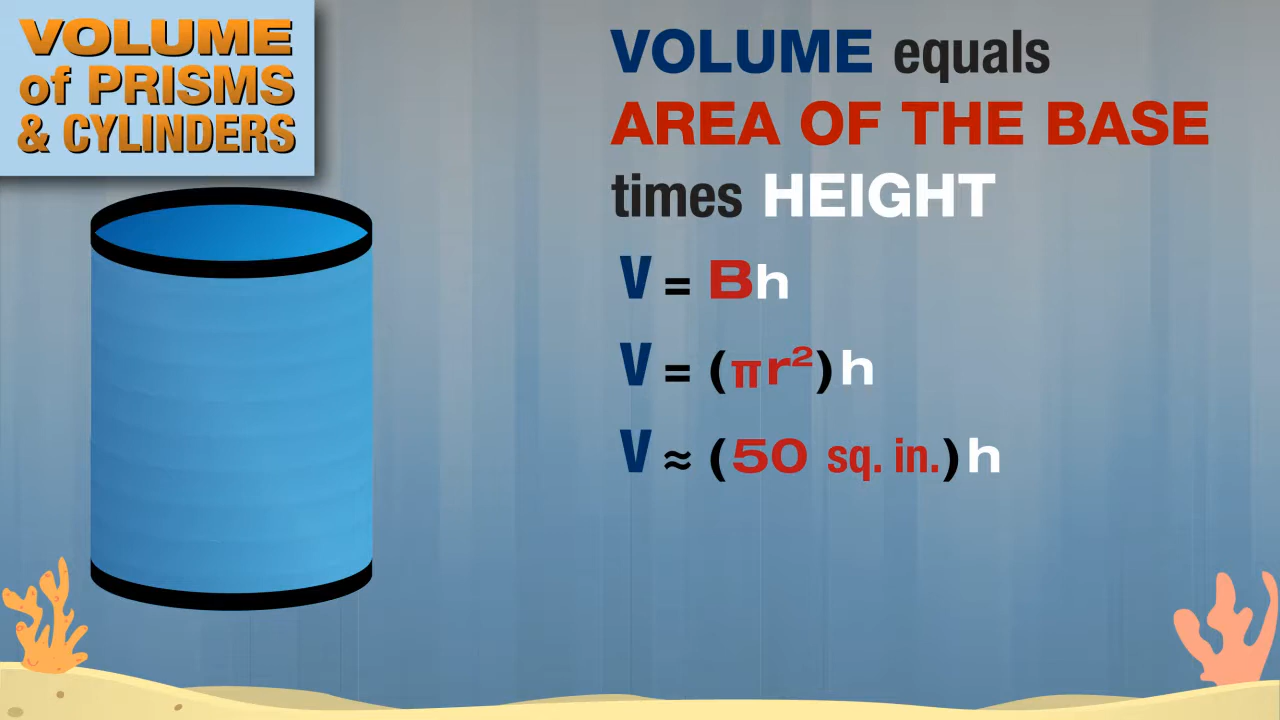 VOLUME
of PRISMS
& CYLINDERS
VOLUME equals
AREA OF THE BASE
times HEIGHT
V = Bh
V = (πr²)h
V ≈ (50 sq. in.)h